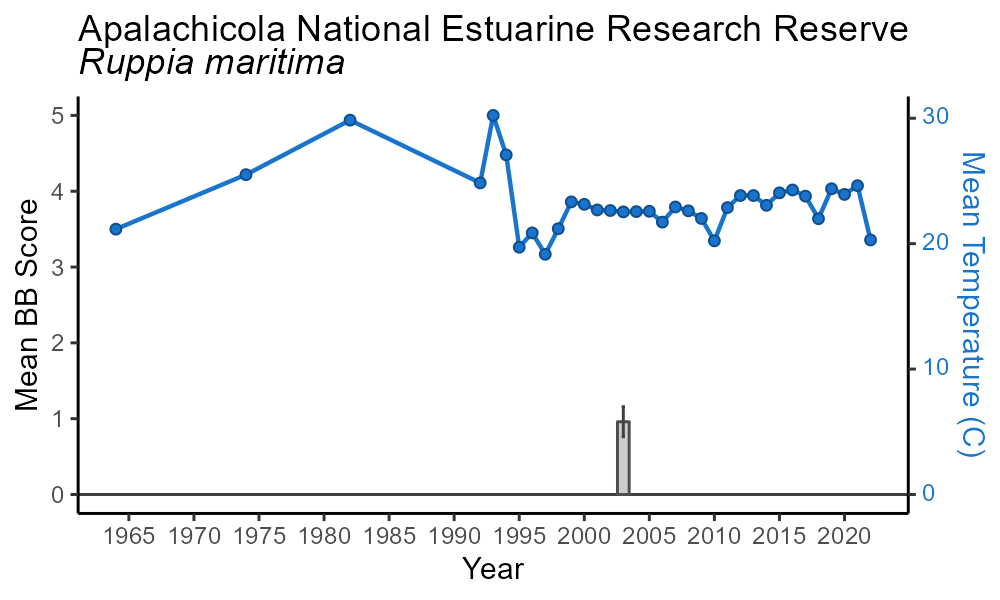 Apalachicola National Estuarine Research Reserve
Ruppia maritima
Mean BB Score
5
4
3
2
1
0
30
20
10
0
Mean Temperature (C)
1965 1970 1975 1980 1985 1990 1995 2000 2005 2010 2015 2020
Year